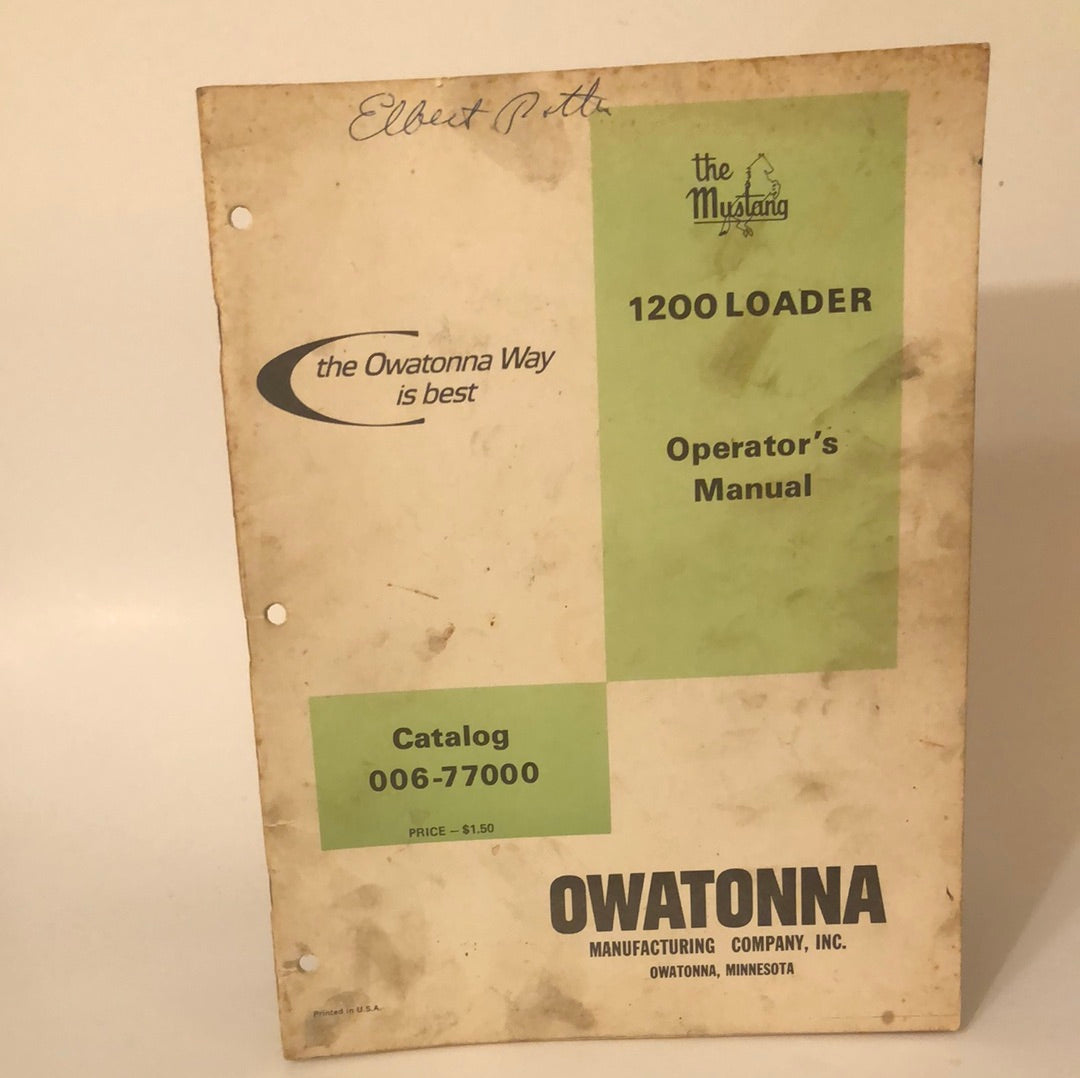 Elbert Potter
the
Mustang
1200 LOADER
the Owatonna Way
is best
Operator's
Manual
Catalog
006-77000
PRICE – $1.50
OWATONNA
MANUFACTURING COMPANY, INC.
OWATONNA, MINNESOTA
Printed in U.S.A.